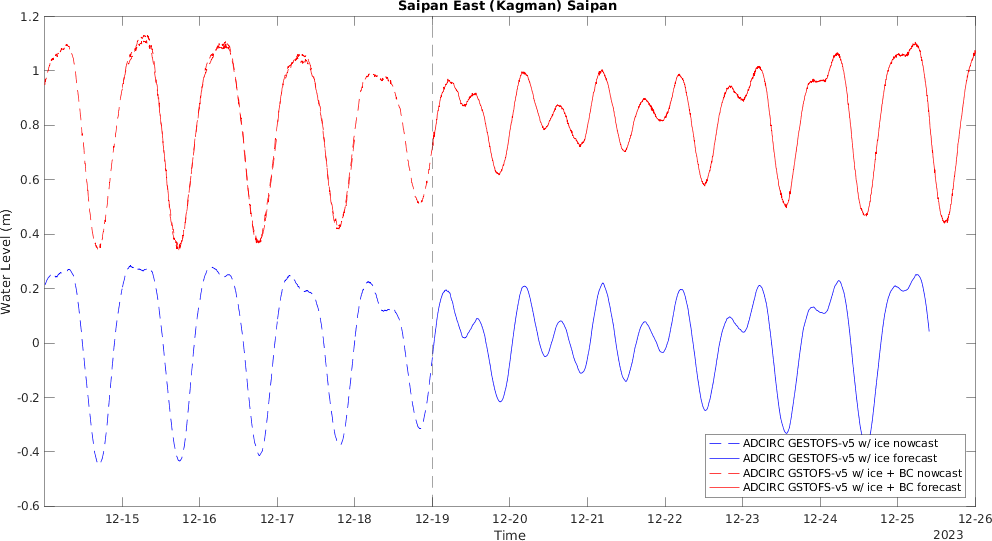 Saipan East (Kagman) Saipan
1.2
1
0.8
0.6
0.4
0.2
0
-0.2
-0.4
-0.6
Water Level (m)
ADCIRC GESTOFS-v5 w/ ice nowcast
ADCIRC GESTOFS-v5 w/ ice forecast
ADCIRC GSTOFS-v5 w/ ice + BC nowcast
ADCIRC GSTOFS-v5 w/ ice + BC forecast
12-15 12-16 12-17 12-18 12-19 12-20 12-21 12-22 12-23 12-24 12-25 12-26
Time
2023